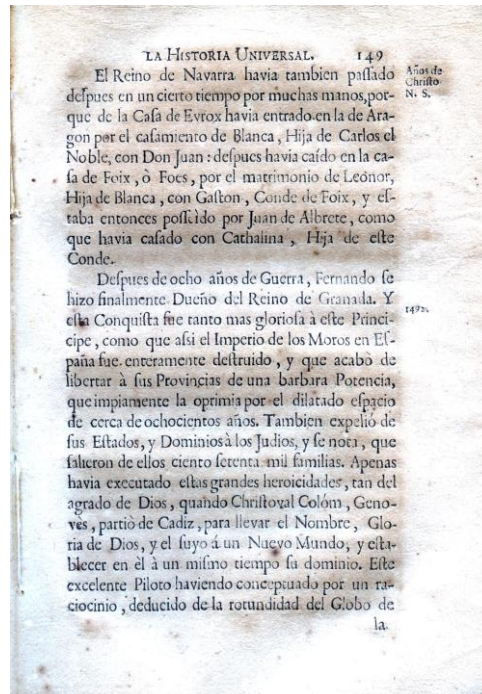 LA HISTORIA UNIVERSAL. 149
El Reino de Navarra havia tambien paſſado
deſpues en un cierto tiempo por muchas manos, por-
que de la Caſa de Evrox havia entrado en la de Ara-
gon por el caſamiento de Blanca, Hija de Carlos el
Noble, con Don Juan: deſpues havia caído en la ca-
ſa de Foix, ò Foes, por el matrimonio de Leonor,
Hija de Blanca, con Gaſton, Conde de Foix, y eſ-
taba entonces poſſeìdo por Juan de Albrete, como
que havia caſado con Cathalina, Hija de eſte
Conde.
Deſpues de ocho años de Guerra, Fernando ſe
hizo finalmente Dueño del Reino de Granada. Y
eſta Conquiſta fue tanto mas glorioſa à eſte Princi-
cipe, como que aſsi el Imperio de los Moros en Eſ-
paña fue enteramente deſtruido, y que acabò de
libertar à ſus Provincias de una barbara Potencia,
que impiamente la oprimia por el dilatado eſpacio
de cerca de ochocientos años. Tambien expeliò de
ſus Eſtados, y Dominios à los Judios, y ſe nota, que
ſalieron de ellos ciento ſetenta mil familias. Apenas
havia executado eſtas grandes heroicidades, tan del
agrado de Dios, quando Chriſtoval Colóm, Geno-
vès, partiò de Cadiz, para llevar el Nombre, Glo-
ria de Dios, y el ſuyo á un Nuevo Mundo, y eſta-
blecer en èl à un miſmo tiempo ſu dominio. Eſte
excelente Piloto haviendo conceptuado por un ra-
ciocinio, deducido de la rotundidad del Globo de
la
Años de
Chriſto
N. S.
1492.